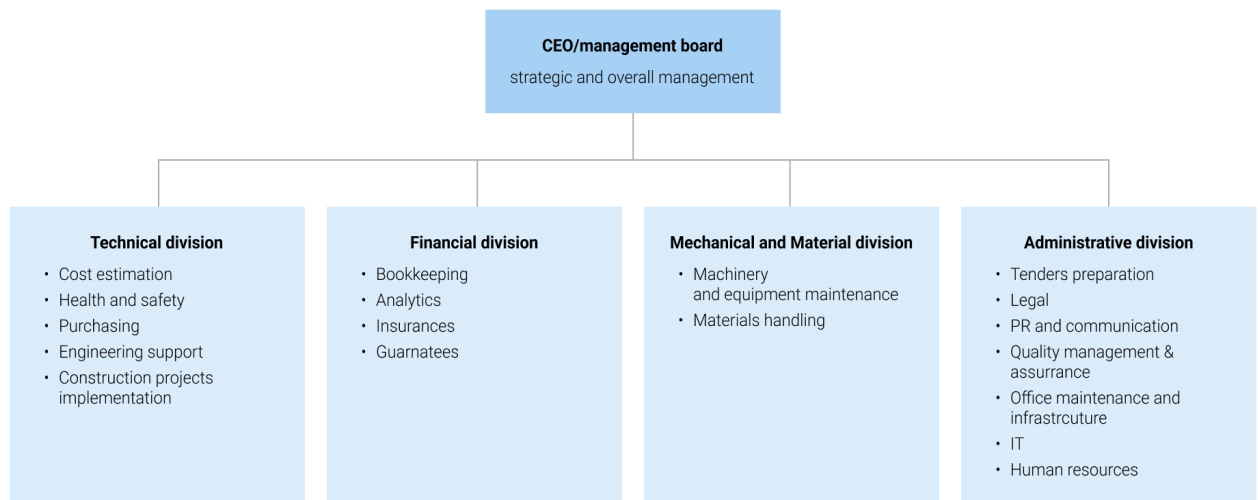 CEO/management board
strategic and overall management
Technical division
• Cost estimation
• Health and safety
• Purchasing
• Engineering support
• Construction projects
implementation
Financial division
• Bookkeeping
• Analytics
• Insurances
• Guarnatees
Mechanical and Material division
• Machinery
and equipment maintenance
• Materials handling
Administrative division
• Tenders preparation
• Legal
• PR and communication
• Quality management &
assurrance
• Office maintenance and
infrastrcuture
• IT
• Human resources